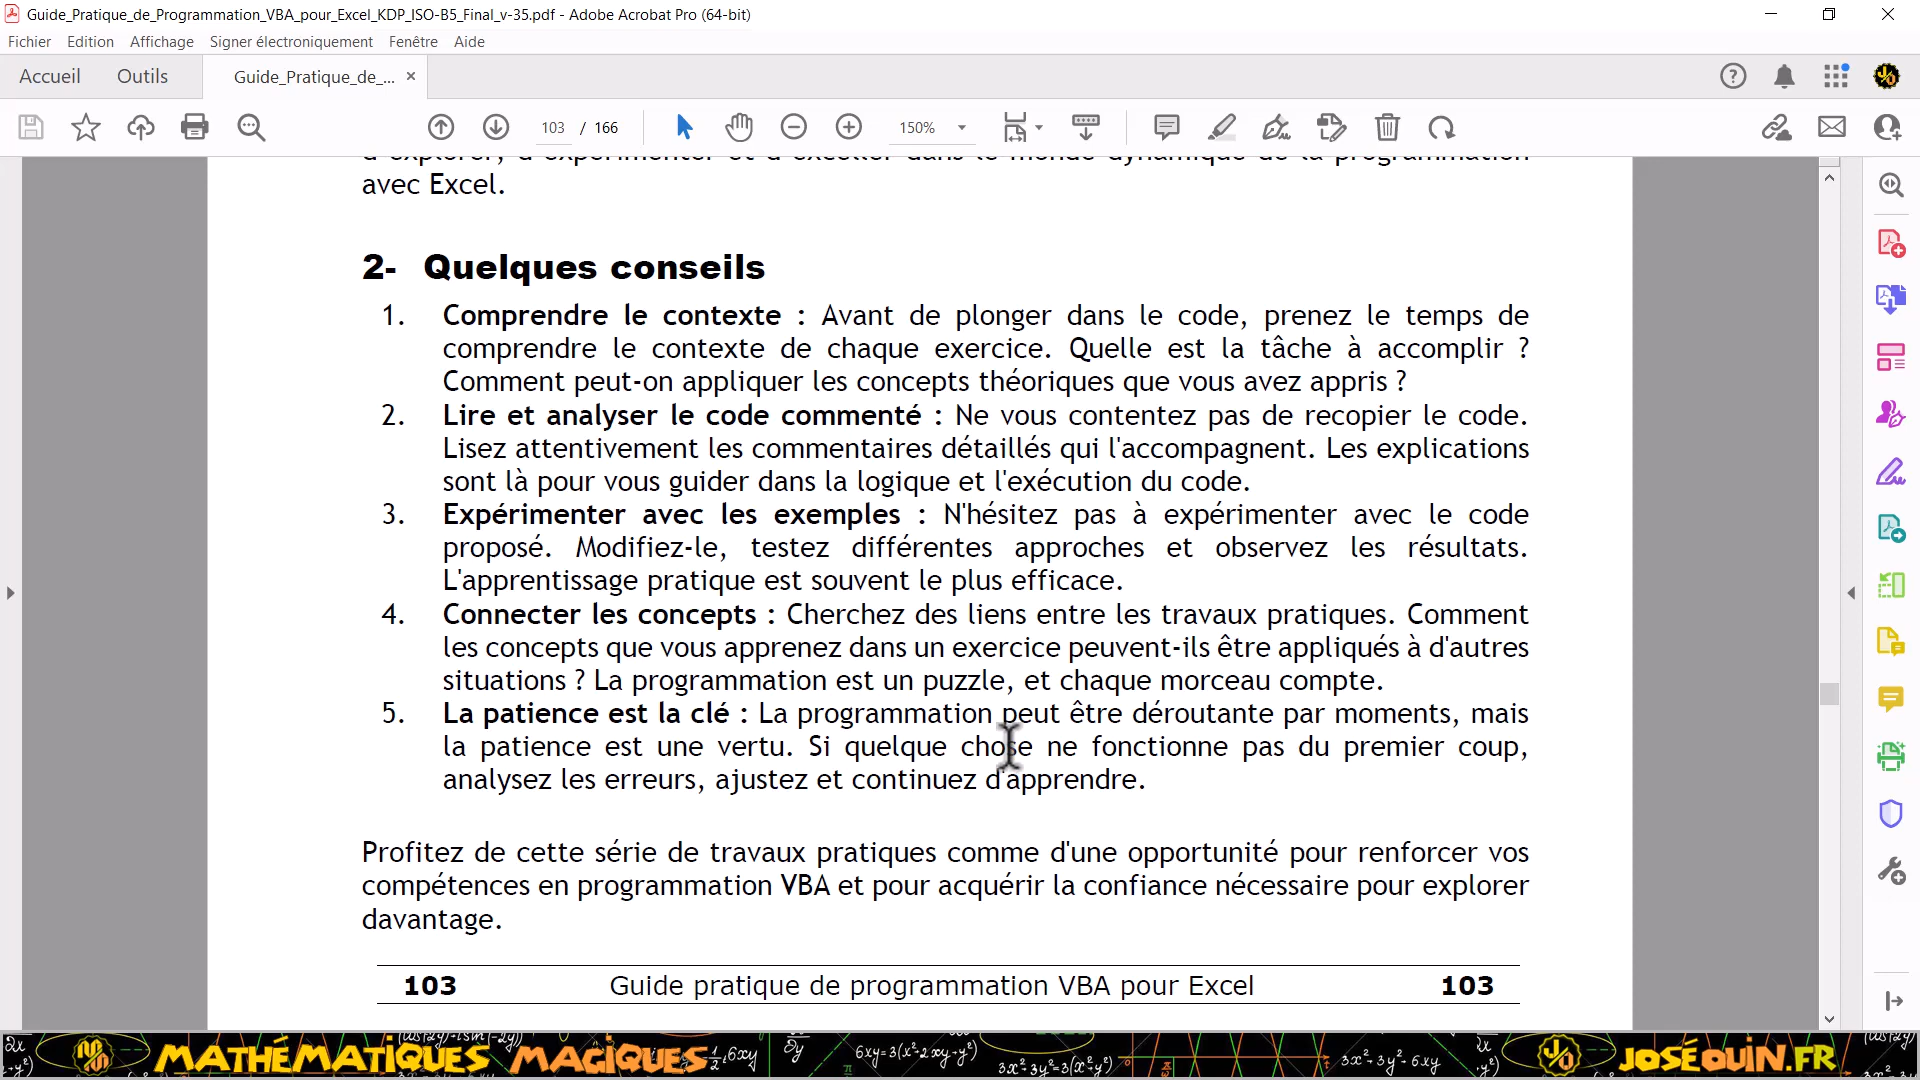 Guide_Pratique_de_Programmation_VBA_pour_Excel_KDP_ISO-B5_Final_v-35.pdf - Adobe Acrobat Pro (64-bit)
Fichier Edition Affichage Signer électroniquement Fenêtre Aide
Accueil Outils Guide_Pratique_de_... ×
103 / 166 150%
d'explorer, d'expérimenter et d'exceller dans le monde dynamique de la programmation
avec Excel.
2- Quelques conseils
1. Comprendre le contexte : Avant de plonger dans le code, prenez le temps de
comprendre le contexte de chaque exercice. Quelle est la tâche à accomplir ?
Comment peut-on appliquer les concepts théoriques que vous avez appris ?
2. Lire et analyser le code commenté : Ne vous contentez pas de recopier le code.
Lisez attentivement les commentaires détaillés qui l'accompagnent. Les explications
sont là pour vous guider dans la logique et l'exécution du code.
3. Expérimenter avec les exemples : N'hésitez pas à expérimenter avec le code
proposé. Modifiez-le, testez différentes approches et observez les résultats.
L'apprentissage pratique est souvent le plus efficace.
4. Connecter les concepts : Cherchez des liens entre les travaux pratiques. Comment
les concepts que vous apprenez dans un exercice peuvent-ils être appliqués à d'autres
situations ? La programmation est un puzzle, et chaque morceau compte.
5. La patience est la clé : La programmation peut être déroutante par moments, mais
la patience est une vertu. Si quelque chose ne fonctionne pas du premier coup,
analysez les erreurs, ajustez et continuez d'apprendre.
Profitez de cette série de travaux pratiques comme d'une opportunité pour renforcer vos
compétences en programmation VBA et pour acquérir la confiance nécessaire pour explorer
davantage.
103 Guide pratique de programmation VBA pour Excel 103
MATHÉMATIQUES MAGIQUES JOSÉOUIN.FR